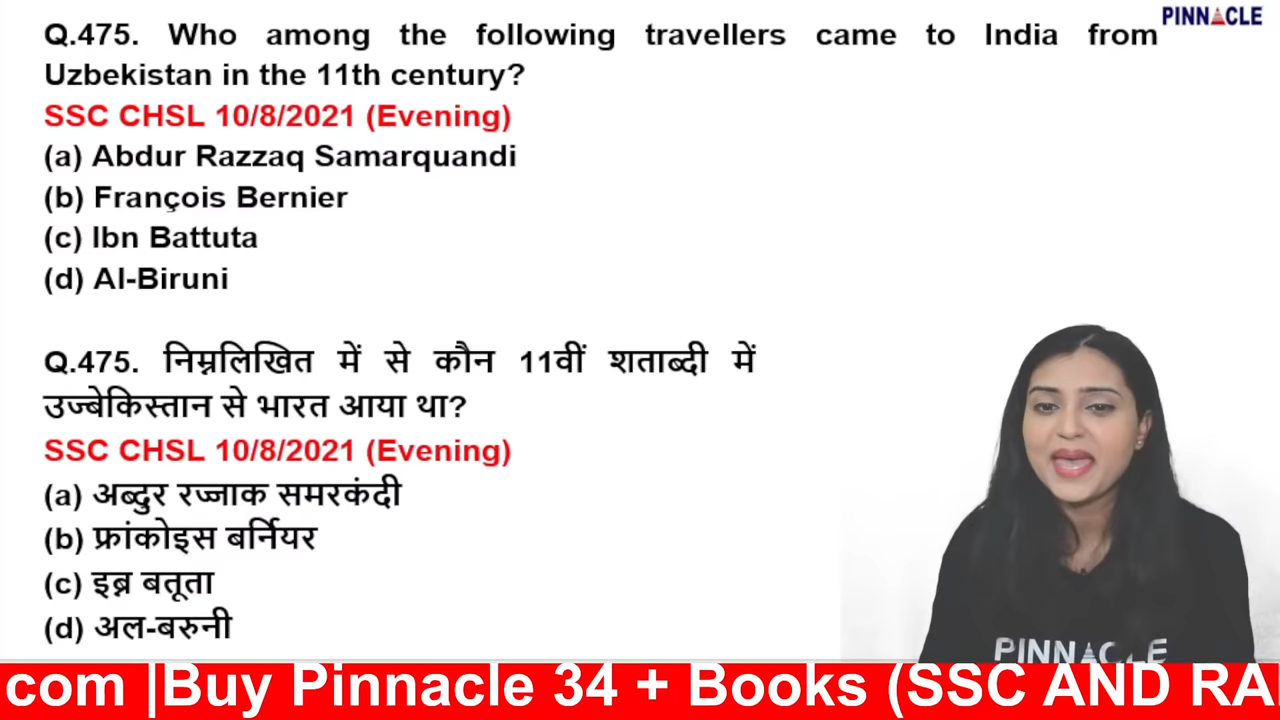 PINNACLE
Q.475. Who among the following travellers came to India from
Uzbekistan in the 11th century?
SSC CHSL 10/8/2021 (Evening)
(a) Abdur Razzaq Samarquandi
(b) François Bernier
(c) Ibn Battuta
(d) Al-Biruni
Q.475. निम्नलिखित में से कौन 11वीं शताब्दी में
उज्बेकिस्तान से भारत आया था?
SSC CHSL 10/8/2021 (Evening)
(a) अब्दुर रज्जाक समरकंदी
(b) फ्रांकोइस बर्नियर
(c) इब्न बतूता
(d) अल-बरुनी
PINNACLE
com |Buy Pinnacle 34 + Books (SSC AND RA